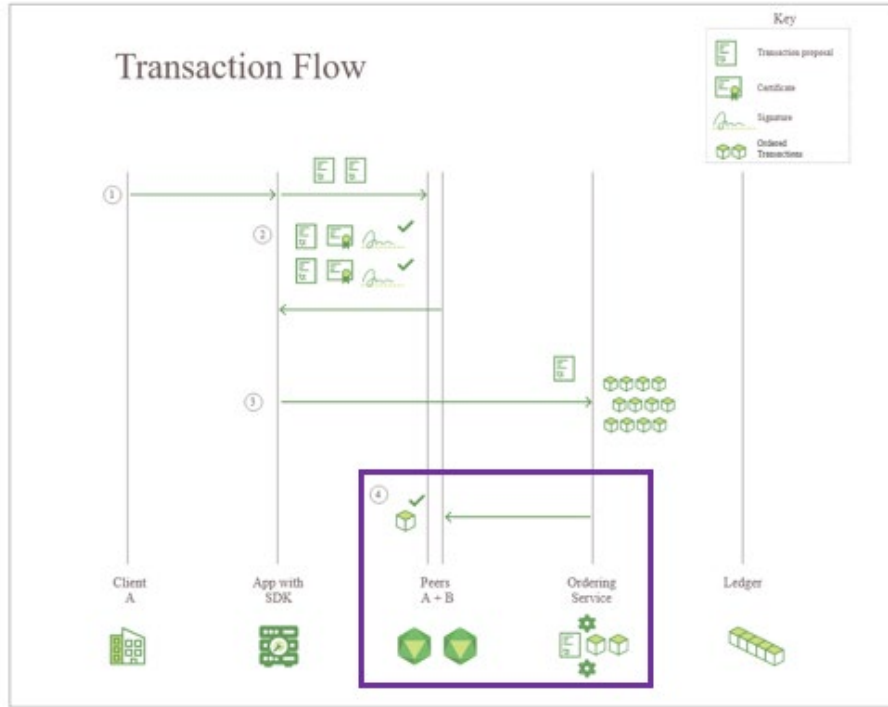 Key
Transaction proposal
Certificate
Signature
Ordered
Transactions
Transaction Flow
1
2
3
4
Client
A
App with
SDK
Peers
A + B
Ordering
Service
Ledger